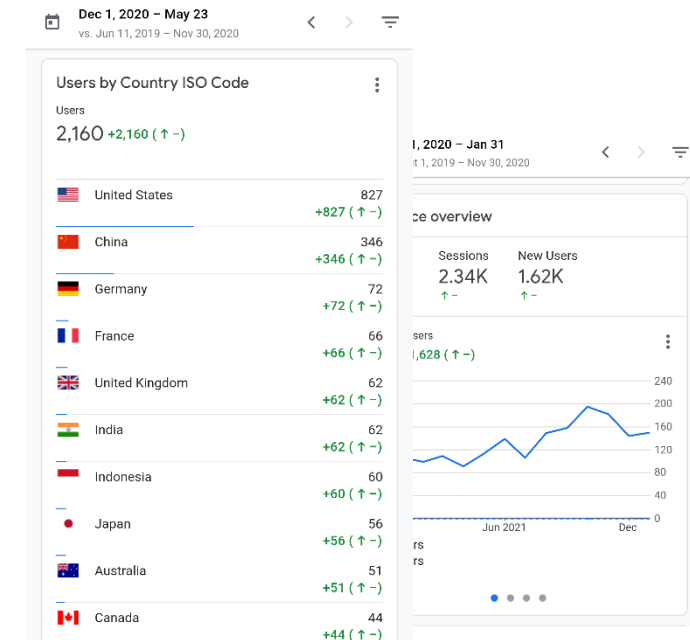 Dec 1, 2020 – May 23
vs. Jun 11, 2019 – Nov 30, 2020
Users by Country ISO Code
Users
2,160 +2,160 ( ↑ –)
United States 827
+827 ( ↑ –)
China 346
+346 ( ↑ –)
Germany 72
+72 ( ↑ –)
France 66
+66 ( ↑ –)
United Kingdom 62
+62 ( ↑ –)
India 62
+62 ( ↑ –)
Indonesia 60
+60 ( ↑ –)
Japan 56
+56 ( ↑ –)
Australia 51
+51 ( ↑ –)
Canada 44
+44 ( ↑ –)
1, 2020 – Jan 31
t 1, 2019 – Nov 30, 2020
ce overview
Sessions New Users
2.34K 1.62K
↑ – ↑ –
sers
1,628 ( ↑ –)
240
200
160
120
80
40
0
Jun 2021 Dec
rs
rs